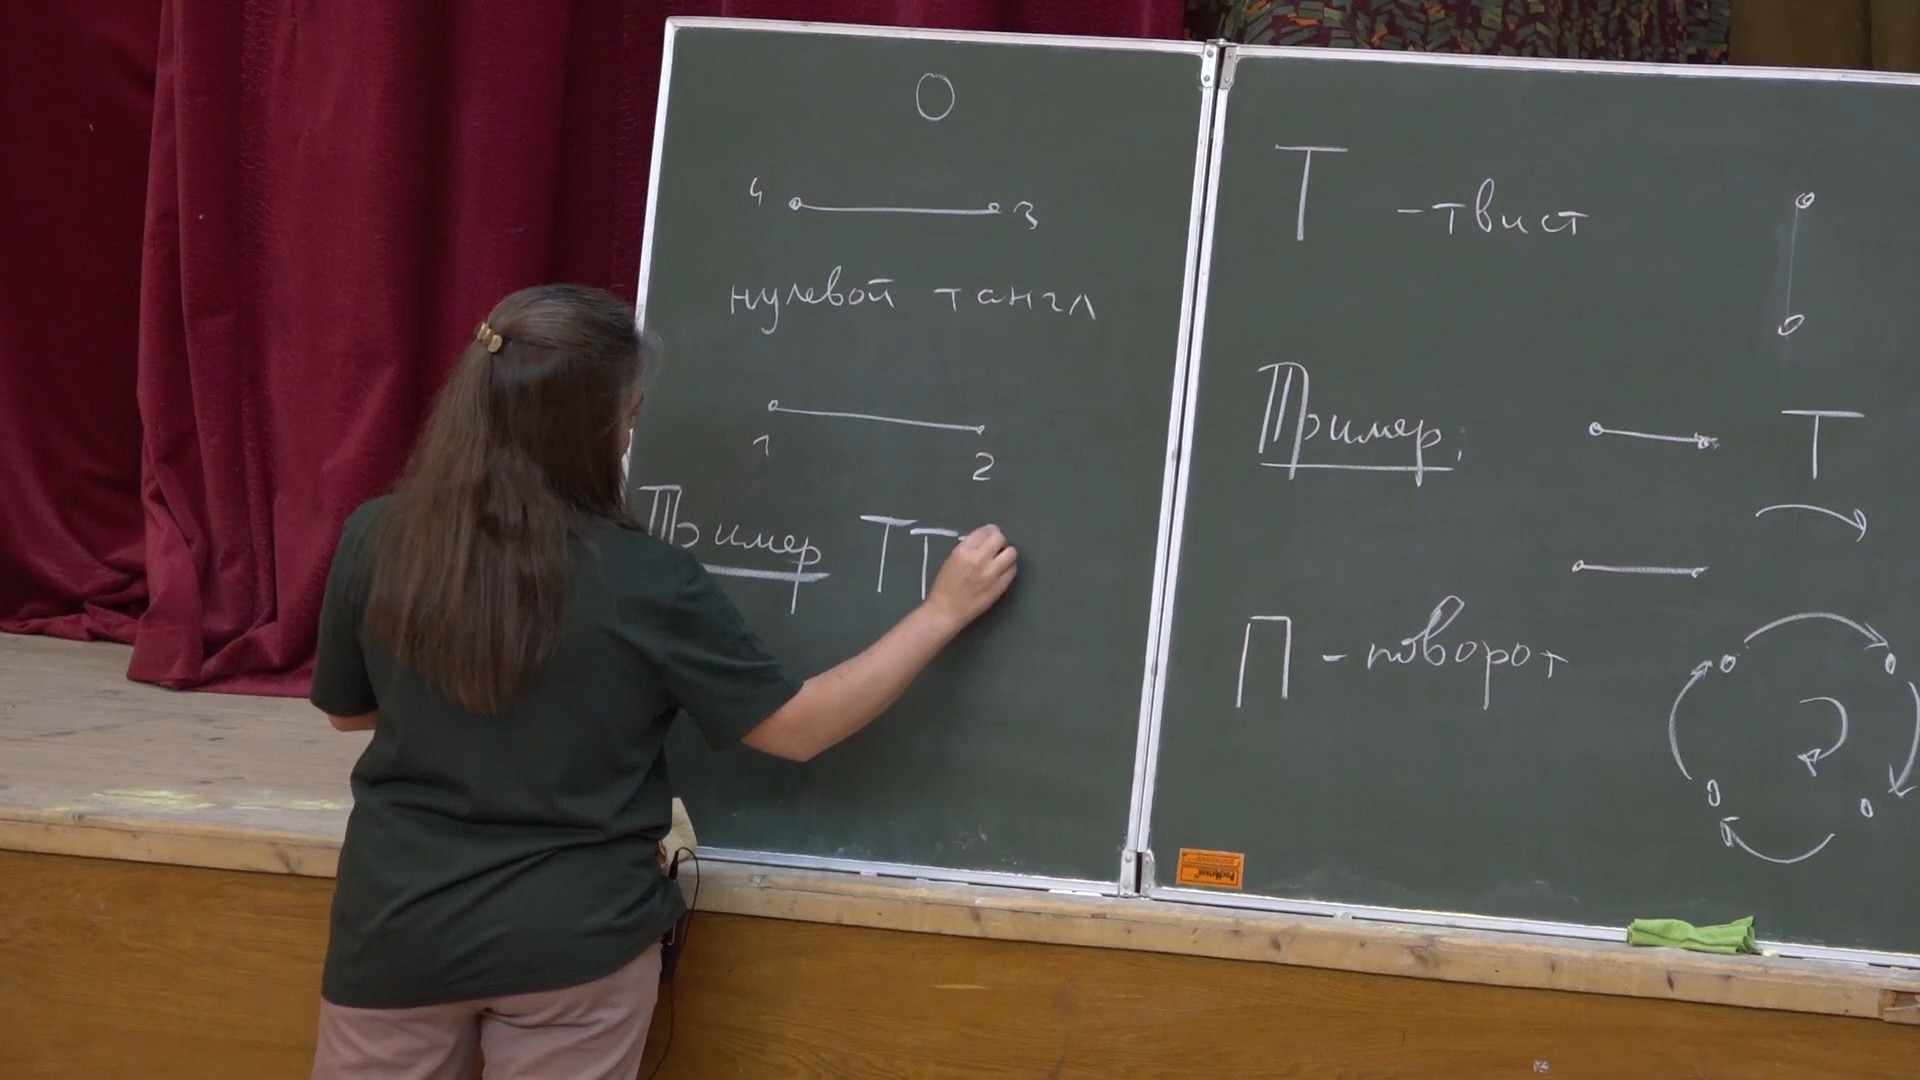 0
4 3
нулевой тангл
1 2
Пример ТТ
Т - твист
Пример: Т
П - поворот